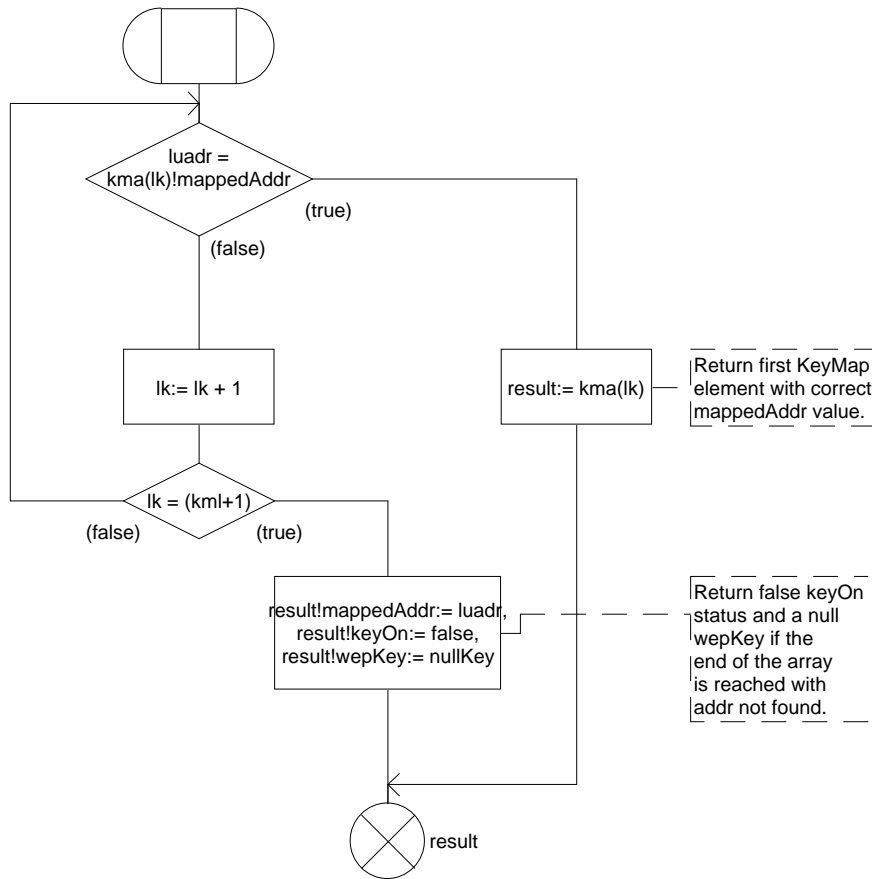 luadr =
kma(lk)!mappedAddr
(true)
(false)
lk:= lk + 1
result:= kma(lk)
Return first KeyMap
element with correct
mappedAddr value.
lk = (kml+1)
(false)
(true)
result!mappedAddr:= luadr,
result!keyOn:= false,
result!wepKey:= nullKey
Return false keyOn
status and a null
wepKey if the
end of the array
is reached with
addr not found.
result